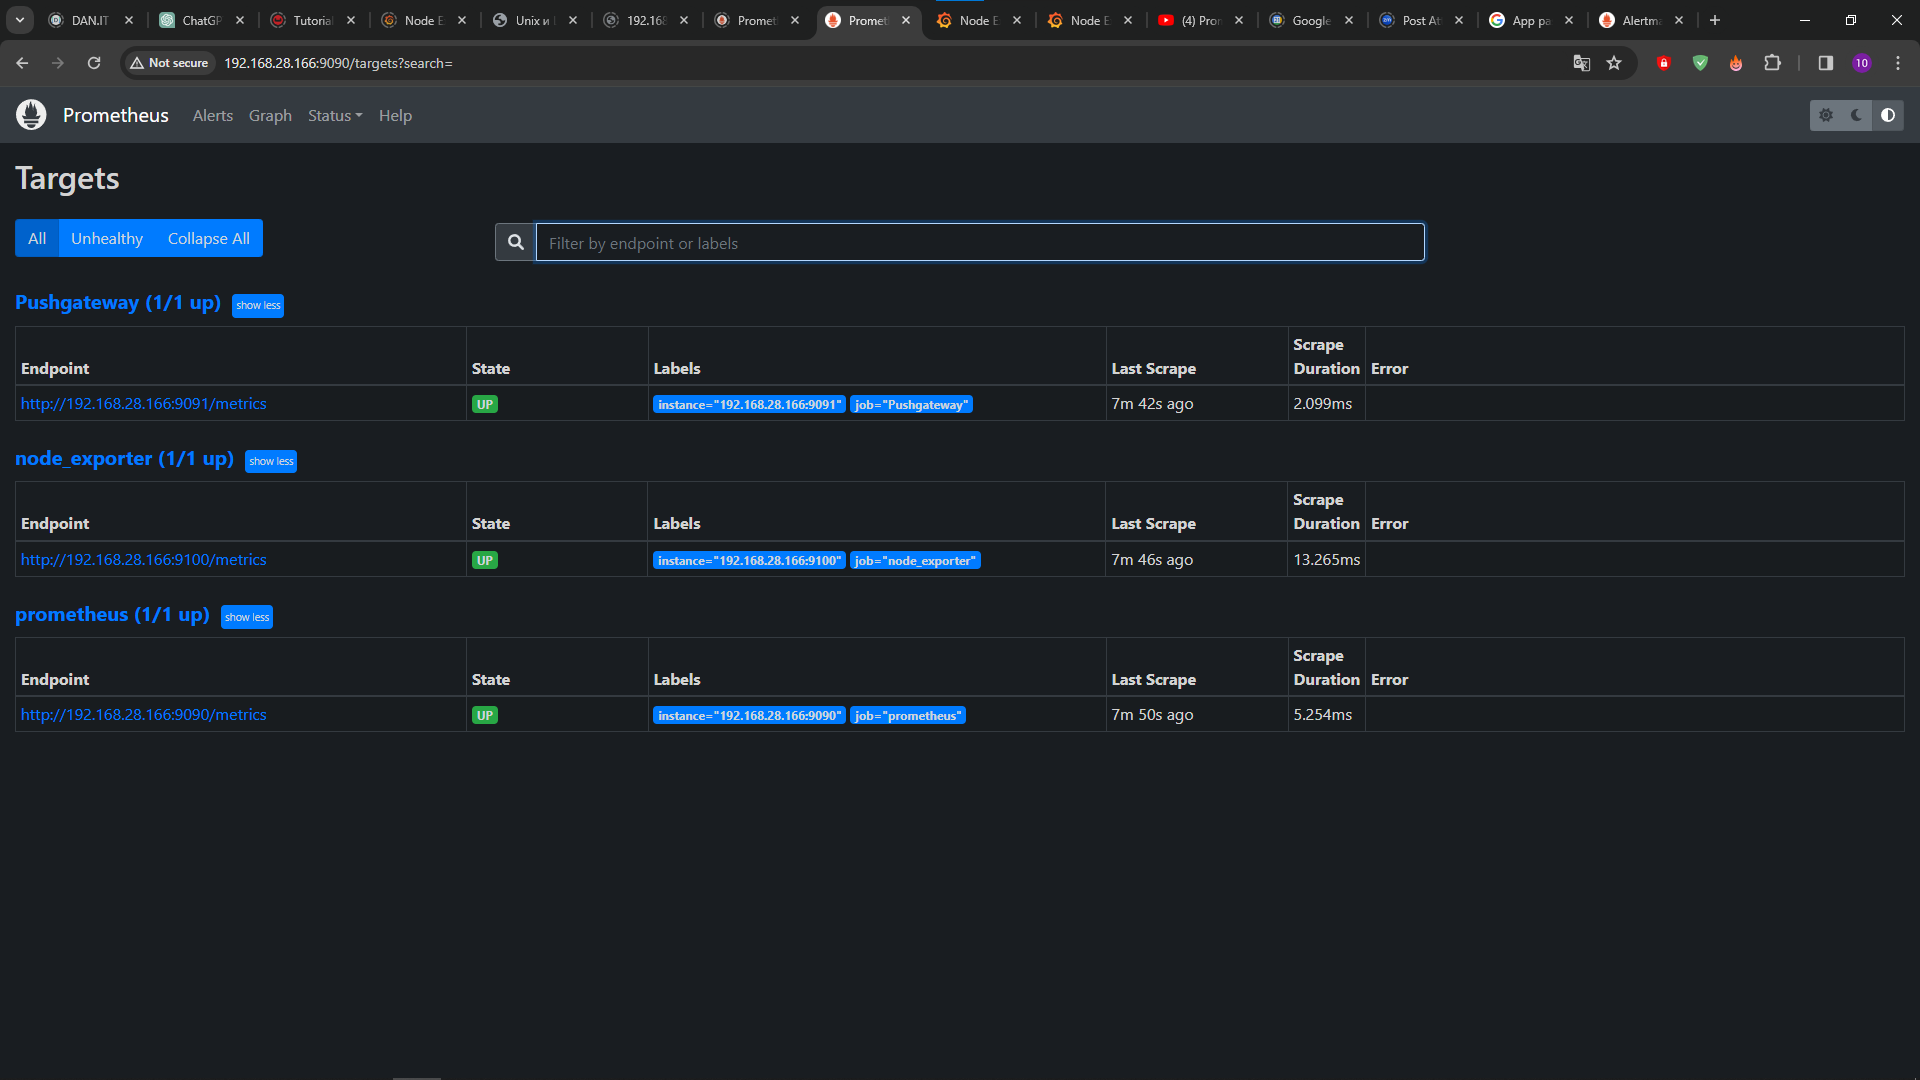 DAN.IT
ChatGP
Tutorial
Node E
Unix и
192.168
Promet
Prometh
Node E
Node E
(4) Pron
Google
Post At
App pa
Alertma
Not secure
192.168.28.166:9090/targets?search=
10
Prometheus Alerts Graph Status Help
Targets
All Unhealthy Collapse All
Filter by endpoint or labels
Pushgateway (1/1 up) show less
Endpoint State Labels Last Scrape Scrape Duration Error
http://192.168.28.166:9091/metrics UP instance="192.168.28.166:9091" job="Pushgateway" 7m 42s ago 2.099ms
node_exporter (1/1 up) show less
Endpoint State Labels Last Scrape Scrape Duration Error
http://192.168.28.166:9100/metrics UP instance="192.168.28.166:9100" job="node_exporter" 7m 46s ago 13.265ms
prometheus (1/1 up) show less
Endpoint State Labels Last Scrape Scrape Duration Error
http://192.168.28.166:9090/metrics UP instance="192.168.28.166:9090" job="prometheus" 7m 50s ago 5.254ms